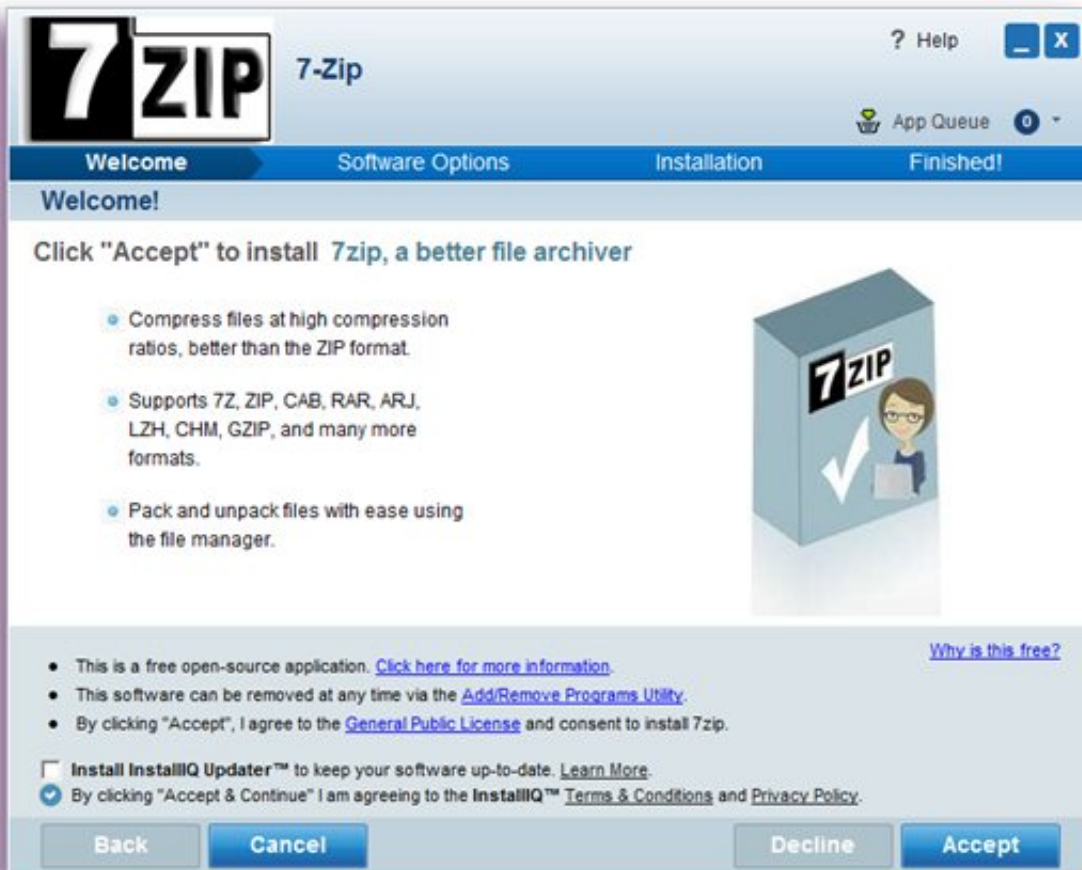 7 ZIP
7-Zip
? Help
_ X
App Queue 0
Welcome Software Options Installation Finished!
Welcome!
Click "Accept" to install 7zip, a better file archiver
Compress files at high compression
ratios, better than the ZIP format.
Supports 7Z, ZIP, CAB, RAR, ARJ,
LZH, CHM, GZIP, and many more
formats.
Pack and unpack files with ease using
the file manager.
7 ZIP
Why is this free?
• This is a free open-source application. Click here for more information.
• This software can be removed at any time via the Add/Remove Programs Utility.
• By clicking "Accept", I agree to the General Public License and consent to install 7zip.
Install InstallIQ Updater™ to keep your software up-to-date. Learn More.
By clicking "Accept & Continue" I am agreeing to the InstallIQ™ Terms & Conditions and Privacy Policy.
Back Cancel Decline Accept